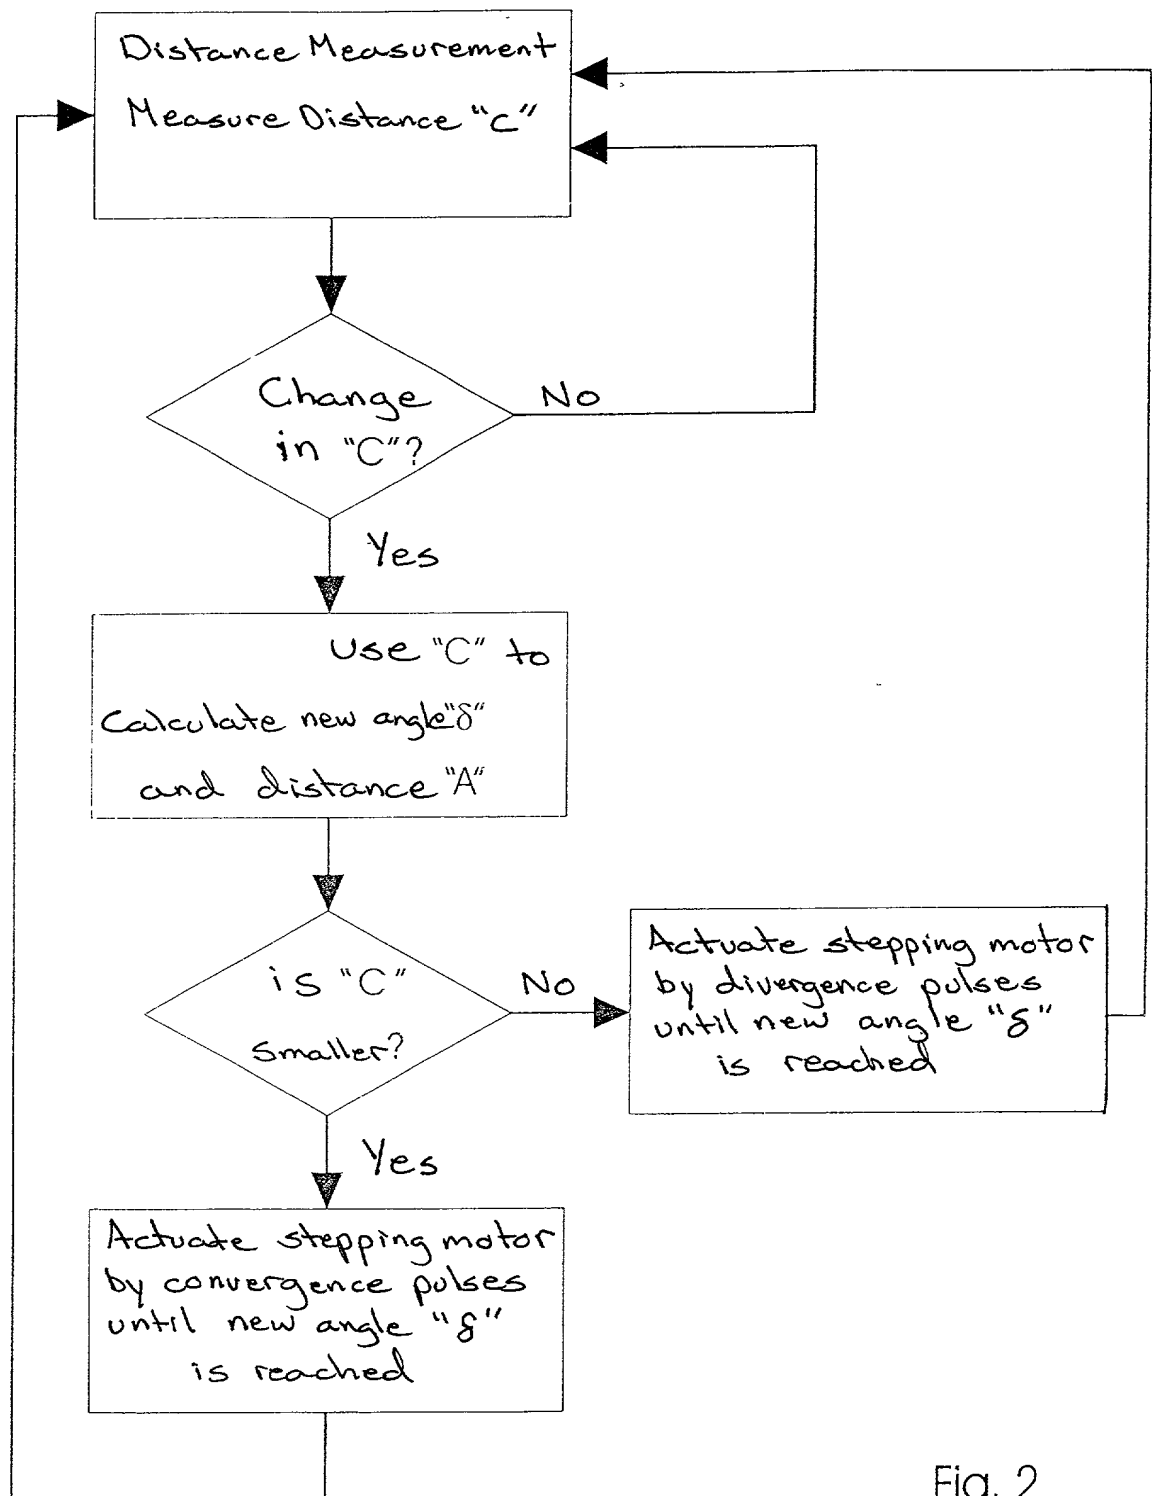 Distance Measurement
Measure Distance "C"
Change
in "C"?
No
Yes
Use "C" to
Calculate new angle "δ"
and distance "A"
is "C"
smaller?
No
Actuate stepping motor
by divergence pulses
until new angle "δ"
is reached
Yes
Actuate stepping motor
by convergence pulses
until new angle "δ"
is reached
Fig. 2